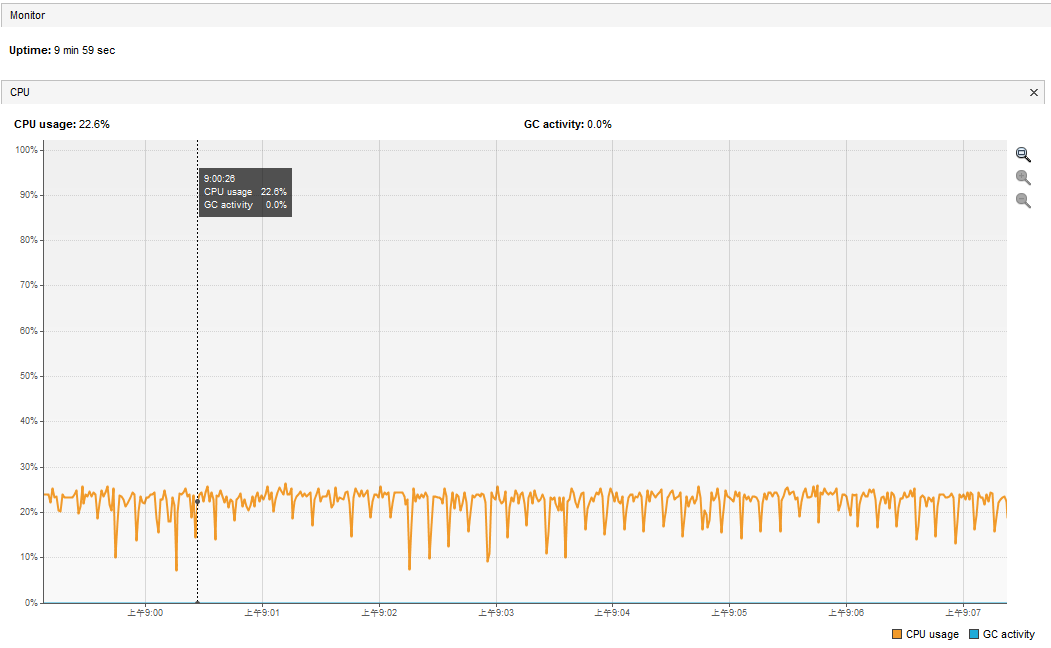 Monitor
Uptime: 9 min 59 sec
CPU
CPU usage: 22.6%
GC activity: 0.0%
100%
90%
80%
70%
60%
50%
40%
30%
20%
10%
0%
9:00:26
CPU usage 22.6%
GC activity 0.0%
上午9:00 上午9:01 上午9:02 上午9:03 上午9:04 上午9:05 上午9:06 上午9:07
CPU usage GC activity